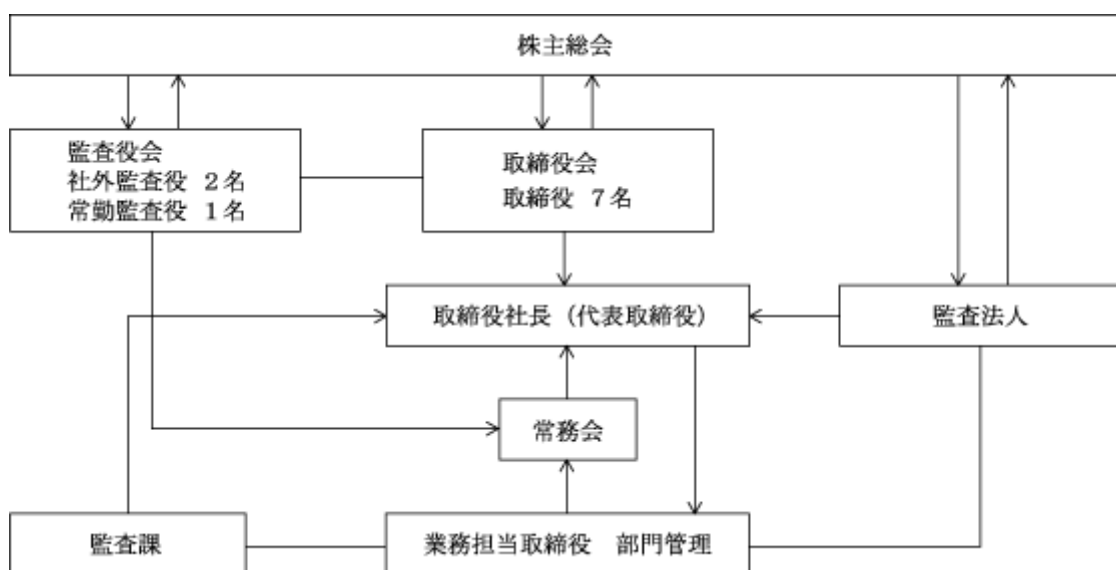 株主総会
監査役会
社外監査役 2名
常勤監査役 1名
取締役会
取締役 7名
取締役社長(代表取締役)
監査法人
常務会
監査課
業務担当取締役 部門管理